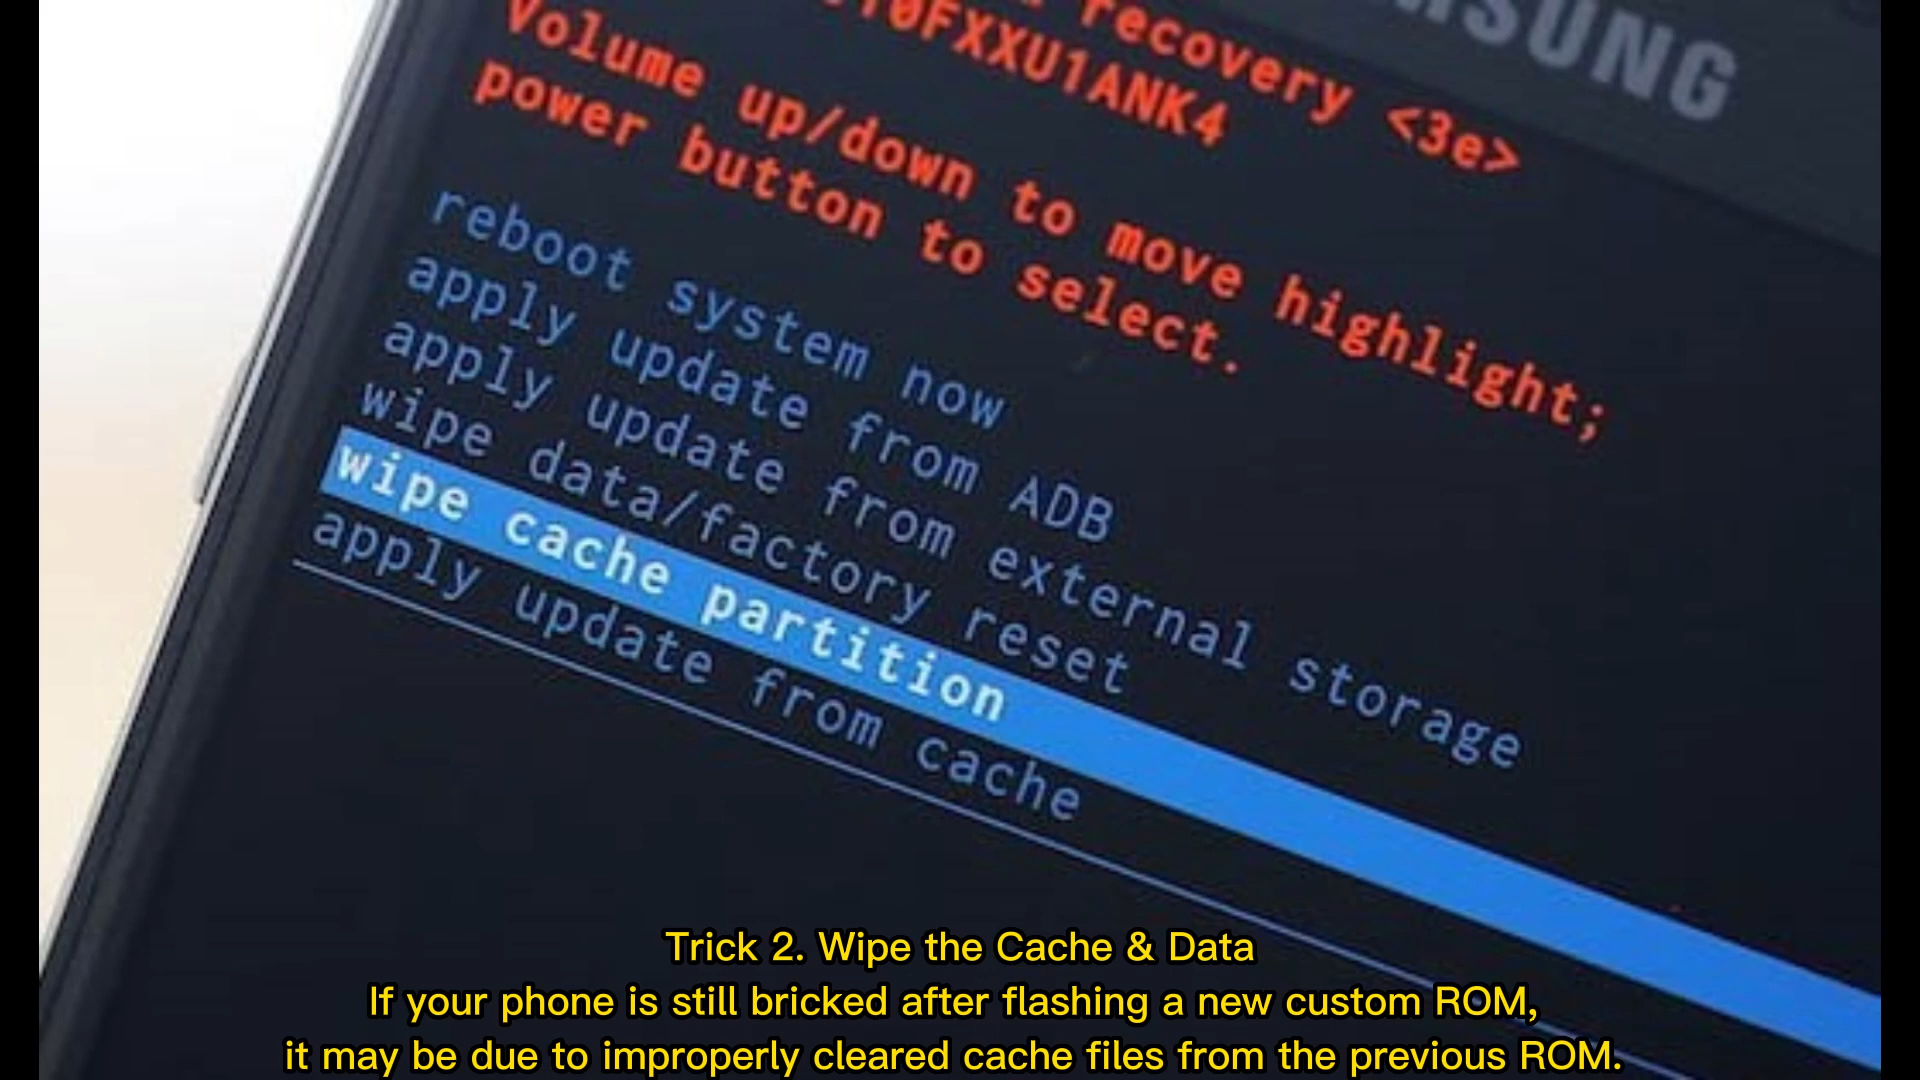 SAMSUNG
recovery <3e>
Volume up/down to move highlight;
power button to select.
reboot system now
apply update from ADB
apply update from external storage
wipe data/factory reset
wipe cache partition
apply update from cache
Trick 2. Wipe the Cache & Data
If your phone is still bricked after flashing a new custom ROM,
it may be due to improperly cleared cache files from the previous ROM.